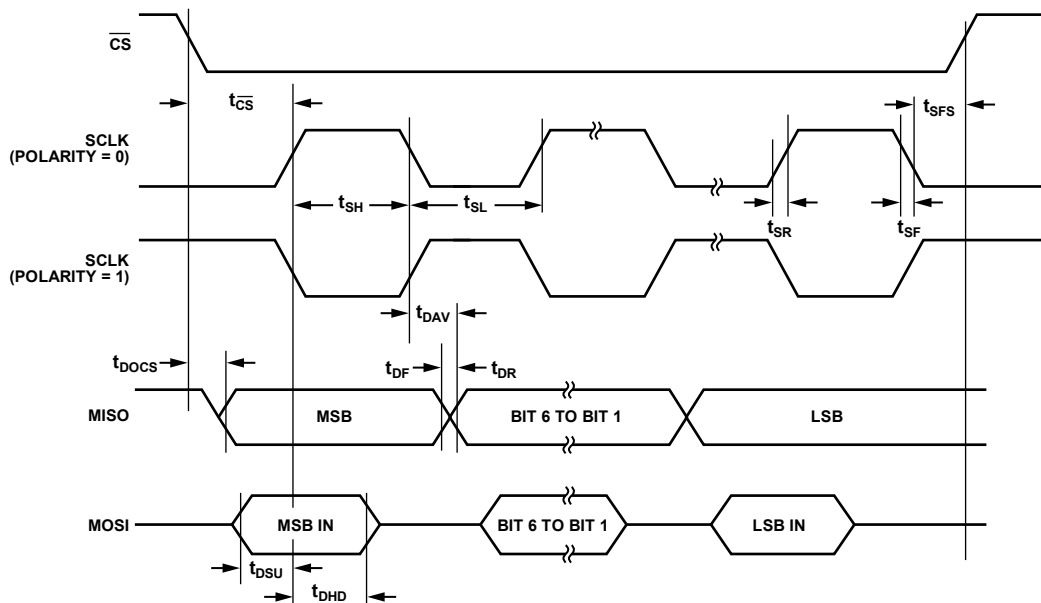 CS
tCS
tSFS
SCLK
(POLARITY = 0)
tSH
tSL
tSR
tSF
SCLK
(POLARITY = 1)
tDAV
tDOCS
tDF
tDR
MISO
MSB
BIT 6 TO BIT 1
LSB
MOSI
MSB IN
BIT 6 TO BIT 1
LSB IN
tDSU
tDHD